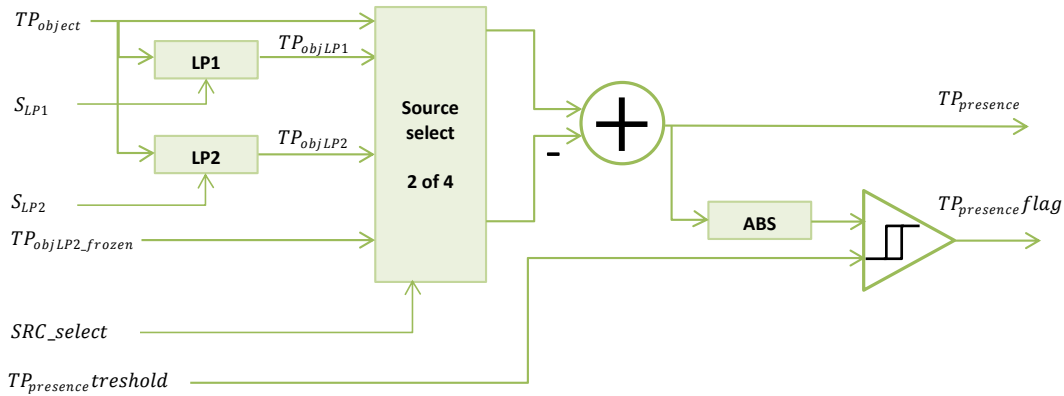 TP_object
LP1
TP_objLP1
S_LP1
LP2
TP_objLP2
S_LP2
TP_objLP2_frozen
Source
select
2 of 4
SRC_select
TP_presence treshold
+
-
TP_presence
ABS
TP_presence flag